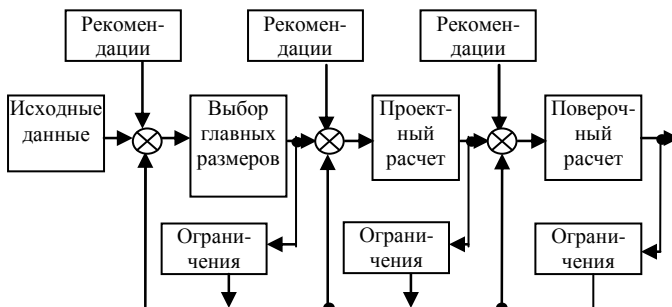 Рекомен-
дации
Рекомен-
дации
Рекомен-
дации
Исходные
данные
Выбор
главных
размеров
Проект-
ный
расчет
Повероч-
ный
расчет
Ограни-
чения
Ограни-
чения
Ограни-
чения